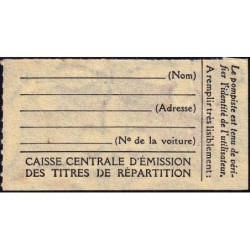 (Nom)
(Adresse)
(No de la voiture)
CAISSE CENTRALE D'ÉMISSION
DES TITRES DE RÉPARTITION
Le pompiste est tenu de véri-
fier l'identité de l'utilisateur.
A remplir très lisiblement: